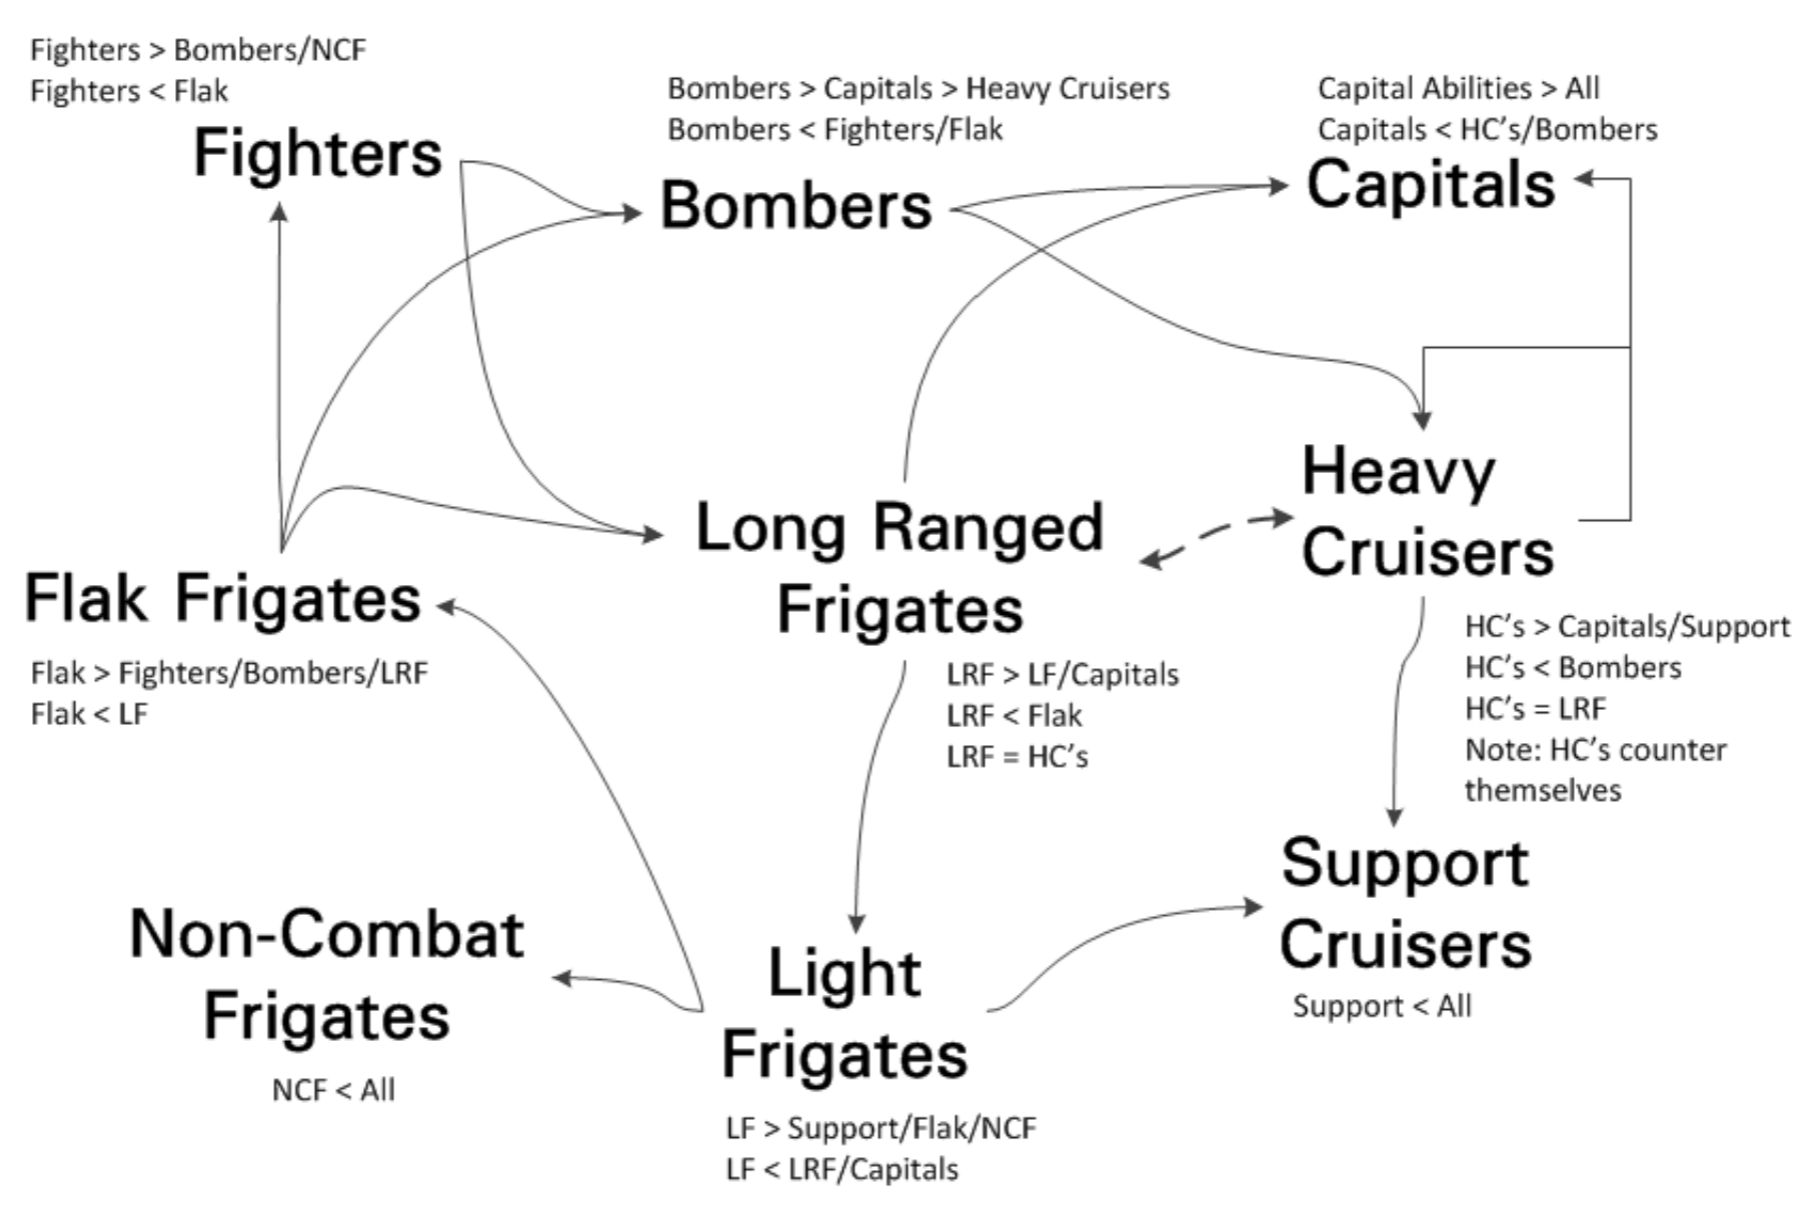 Fighters > Bombers/NCF
Fighters < Flak
Fighters
Bombers > Capitals > Heavy Cruisers
Bombers < Fighters/Flak
Bombers
Capital Abilities > All
Capitals < HC's/Bombers
Capitals
Heavy
Cruisers
HC's > Capitals/Support
HC's < Bombers
HC's = LRF
Note: HC's counter
themselves
Long Ranged
Frigates
LRF > LF/Capitals
LRF < Flak
LRF = HC's
Flak Frigates
Flak > Fighters/Bombers/LRF
Flak < LF
Non-Combat
Frigates
NCF < All
Light
Frigates
LF > Support/Flak/NCF
LF < LRF/Capitals
Support
Cruisers
Support < All